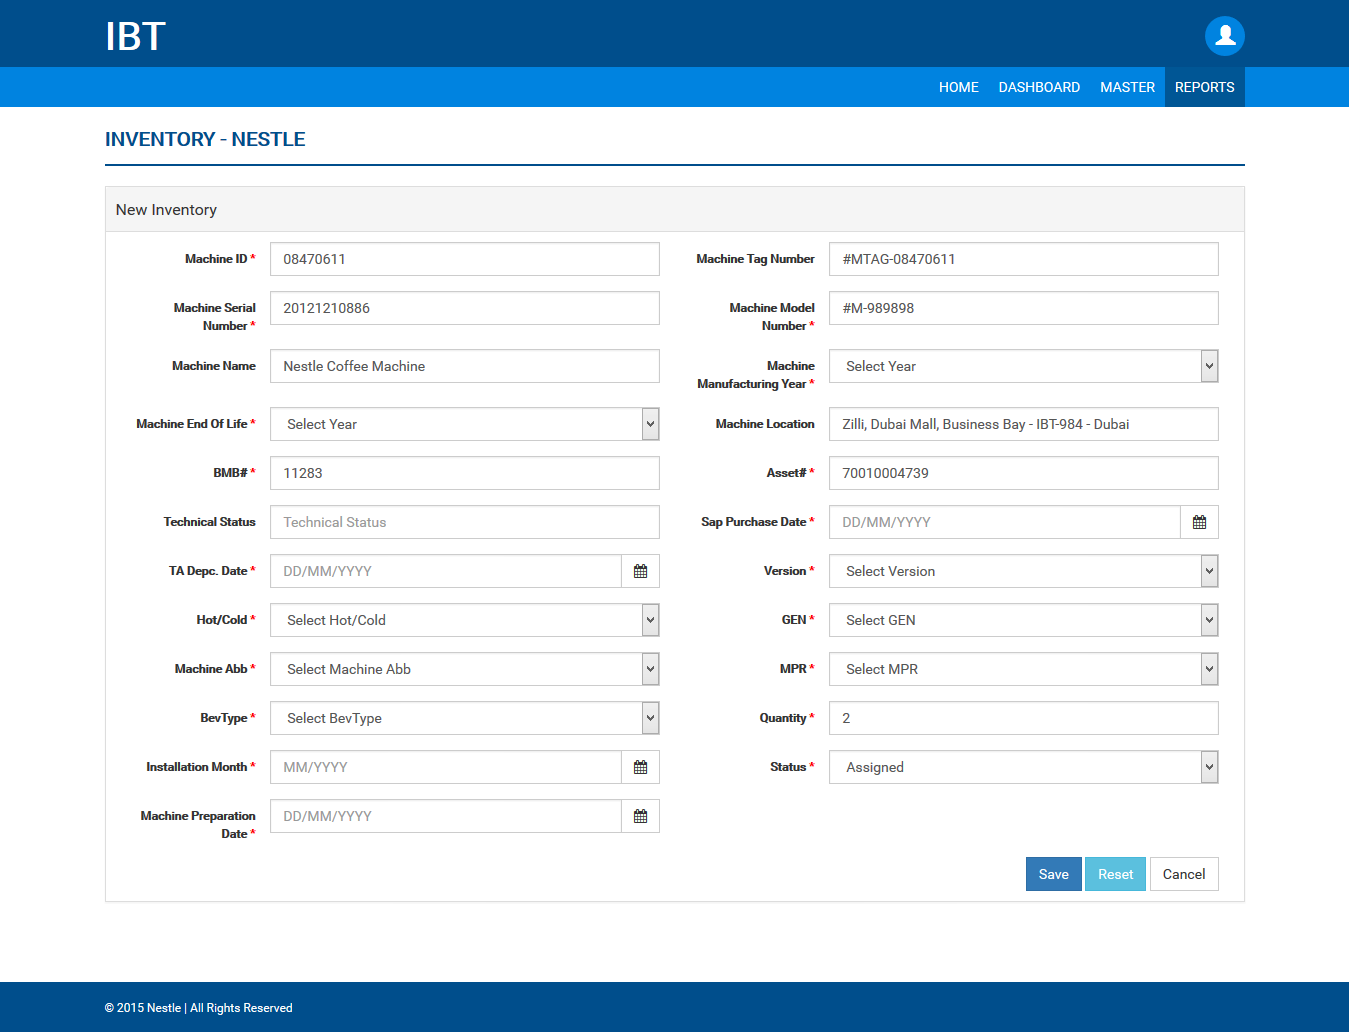 IBT
HOME DASHBOARD MASTER REPORTS
INVENTORY - NESTLE
New Inventory
Machine ID * 08470611
Machine Tag Number #MTAG-08470611
Machine Serial
Number * 20121210886
Machine Model
Number * #M-989898
Machine Name Nestle Coffee Machine
Machine
Manufacturing Year * Select Year
Machine End Of Life * Select Year
Machine Location Zilli, Dubai Mall, Business Bay - IBT-984 - Dubai
BMB# * 11283
Asset# * 70010004739
Technical Status Technical Status
Sap Purchase Date * DD/MM/YYYY
TA Depc. Date * DD/MM/YYYY
Version * Select Version
Hot/Cold * Select Hot/Cold
GEN * Select GEN
Machine Abb * Select Machine Abb
MPR * Select MPR
BevType * Select BevType
Quantity * 2
Installation Month * MM/YYYY
Status * Assigned
Machine Preparation
Date * DD/MM/YYYY
Save Reset Cancel
© 2015 Nestle | All Rights Reserved